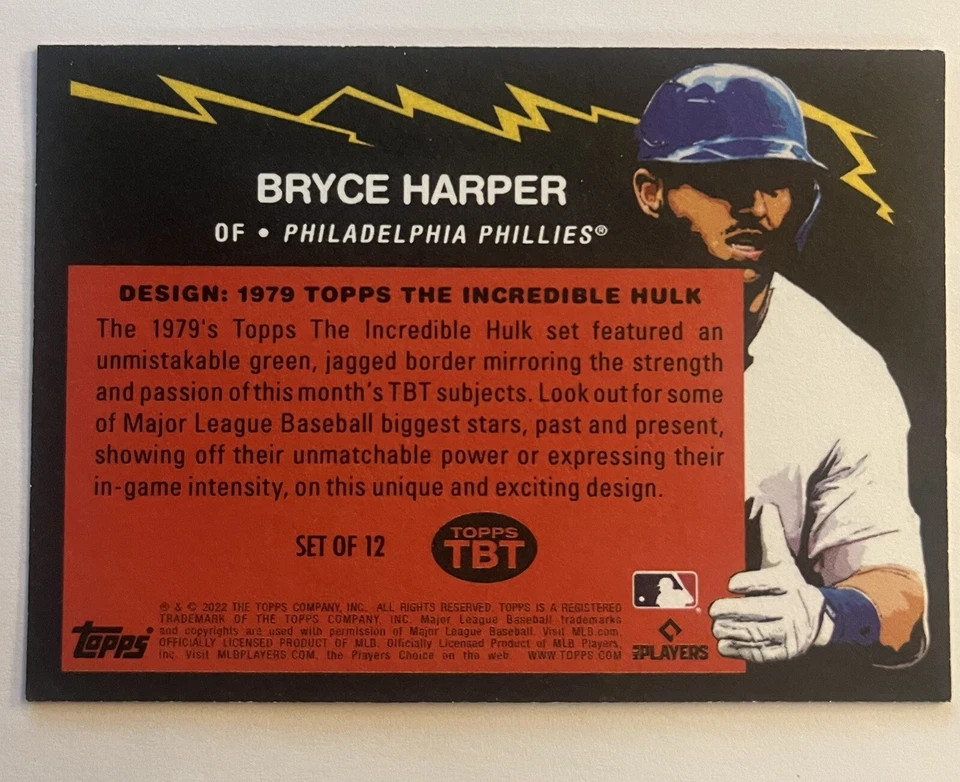 BRYCE HARPER
OF • PHILADELPHIA PHILLIES®
DESIGN: 1979 TOPPS THE INCREDIBLE HULK
The 1979's Topps The Incredible Hulk set featured an
unmistakable green, jagged border mirroring the strength
and passion of this month's TBT subjects. Look out for some
of Major League Baseball biggest stars, past and present,
showing off their unmatchable power or expressing their
in-game intensity, on this unique and exciting design.
SET OF 12
TOPPS
TBT
® & © 2022 THE TOPPS COMPANY, INC. ALL RIGHTS RESERVED. TOPPS IS A REGISTERED
TRADEMARK OF THE TOPPS COMPANY, INC. Major League Baseball trademarks
and copyrights are used with permission of Major League Baseball. Visit MLB.com.
OFFICIALLY LICENSED PRODUCT OF MLB Officially Licensed Product of MLB Players,
Inc. Visit MLBPLAYERS.COM, the Players Choice on the web. WWW.TOPPS.COM
topps
MLB PLAYERS